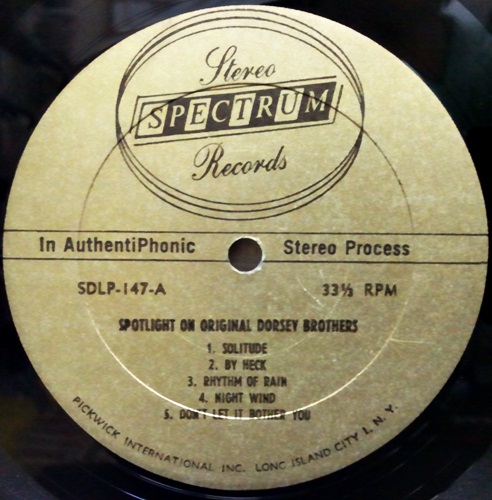 Stereo
SPECTRUM
Records
In AuthentiPhonic Stereo Process
SDLP-147-A 33⅓ RPM
SPOTLIGHT ON ORIGINAL DORSEY BROTHERS
1. SOLITUDE
2. BY HECK
3. RHYTHM OF RAIN
4. NIGHT WIND
5. DON'T LET IT BOTHER YOU
PICKWICK INTERNATIONAL INC. LONG ISLAND CITY 1, N. Y.